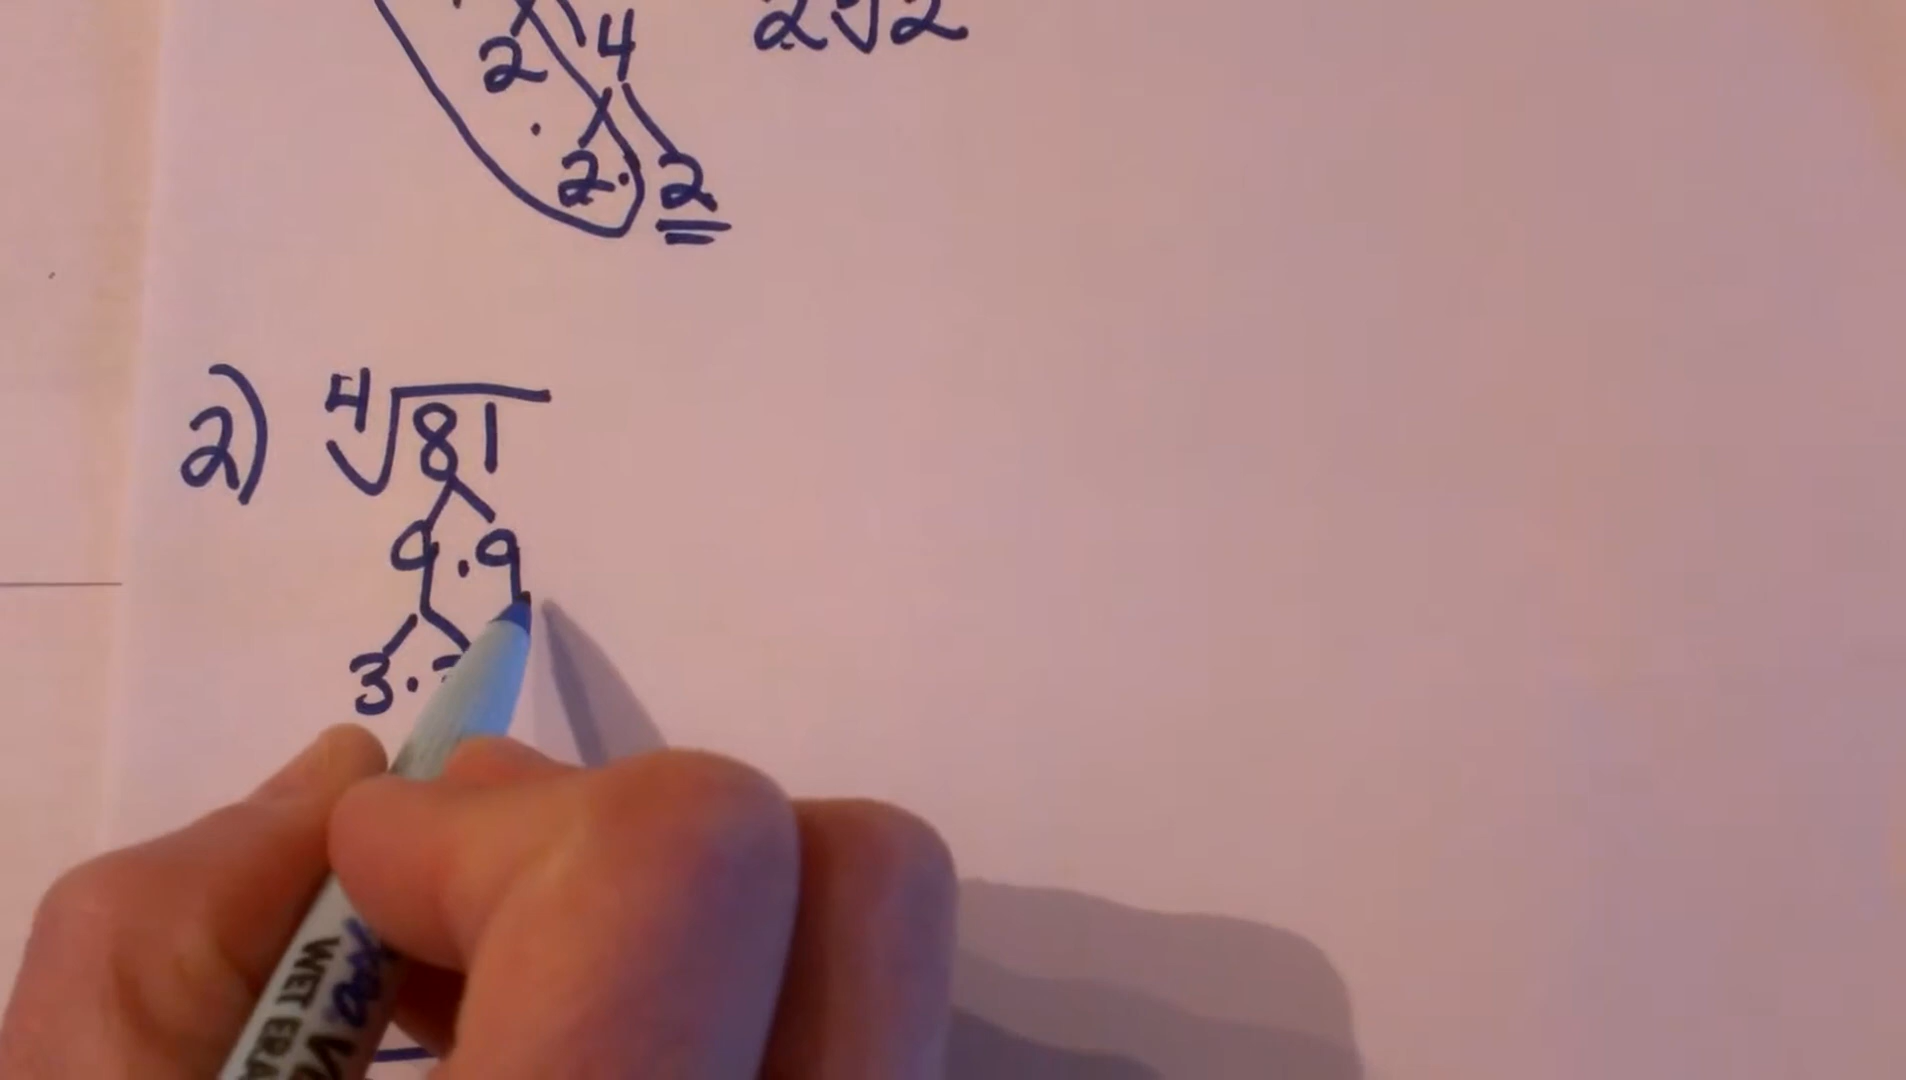 2 4 2√2
2 · 2
2) ⁴√81
9 · 9
3 ·
WET ERA